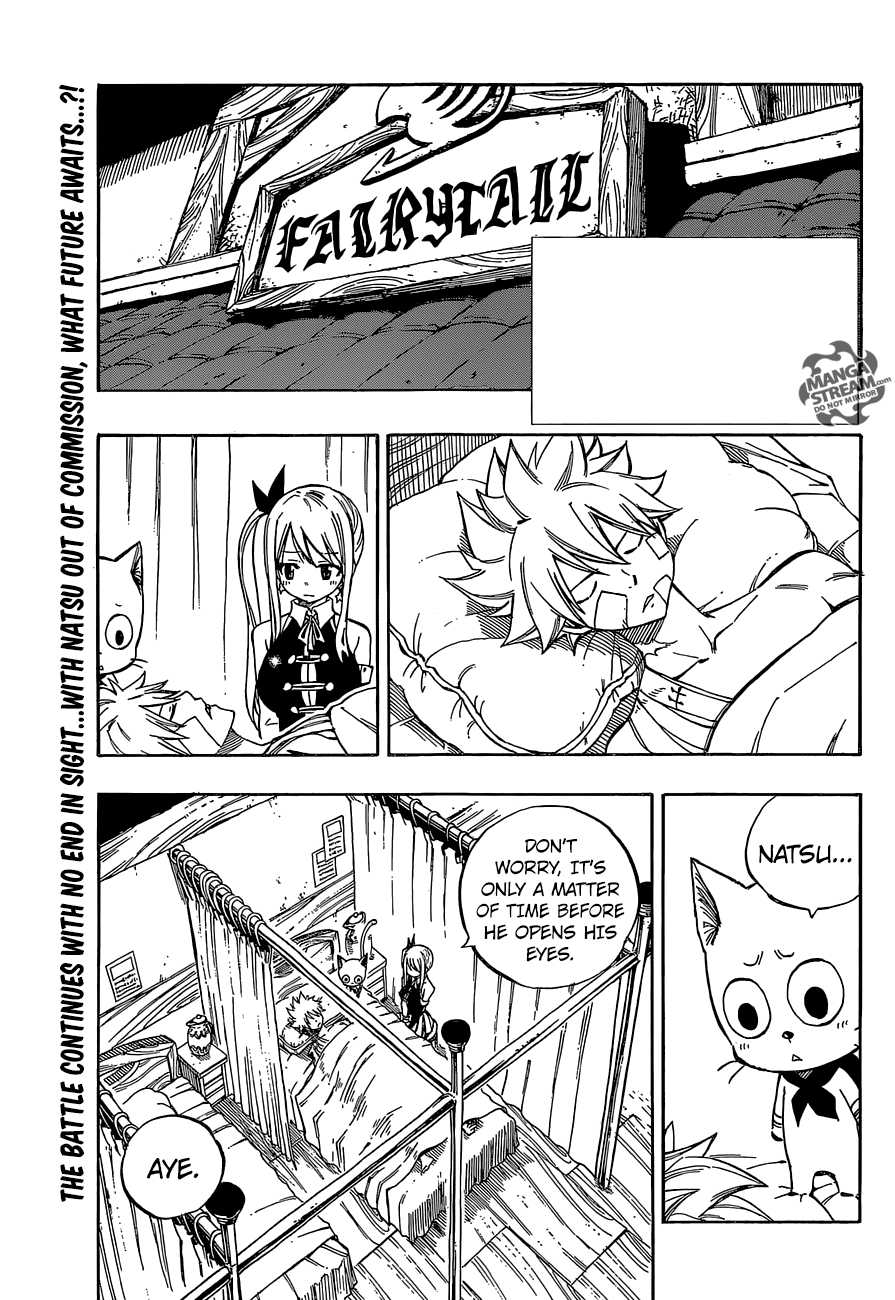 THE BATTLE CONTINUES WITH NO END IN SIGHT...WITH NATSU OUT OF COMMISSION, WHAT FUTURE AWAITS...?!
FAIRYTAIL
MANGA
STREAM.com
DO NOT MIRROR
NATSU...
DON'T
WORRY, IT'S
ONLY A MATTER
OF TIME BEFORE
HE OPENS HIS
EYES.
AYE.